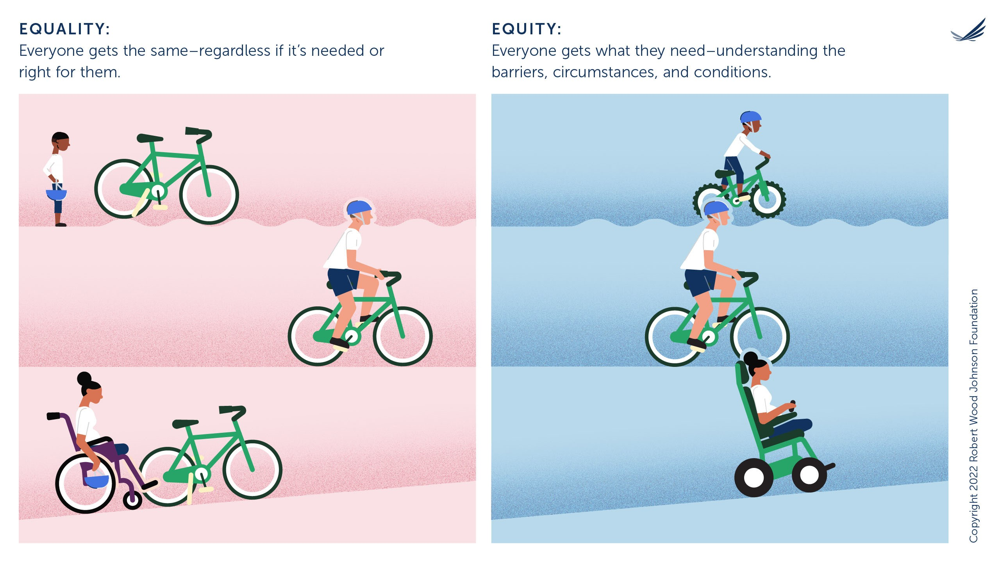 EQUALITY:
Everyone gets the same–regardless if it’s needed or
right for them.
EQUITY:
Everyone gets what they need–understanding the
barriers, circumstances, and conditions.
Copyright 2022 Robert Wood Johnson Foundation